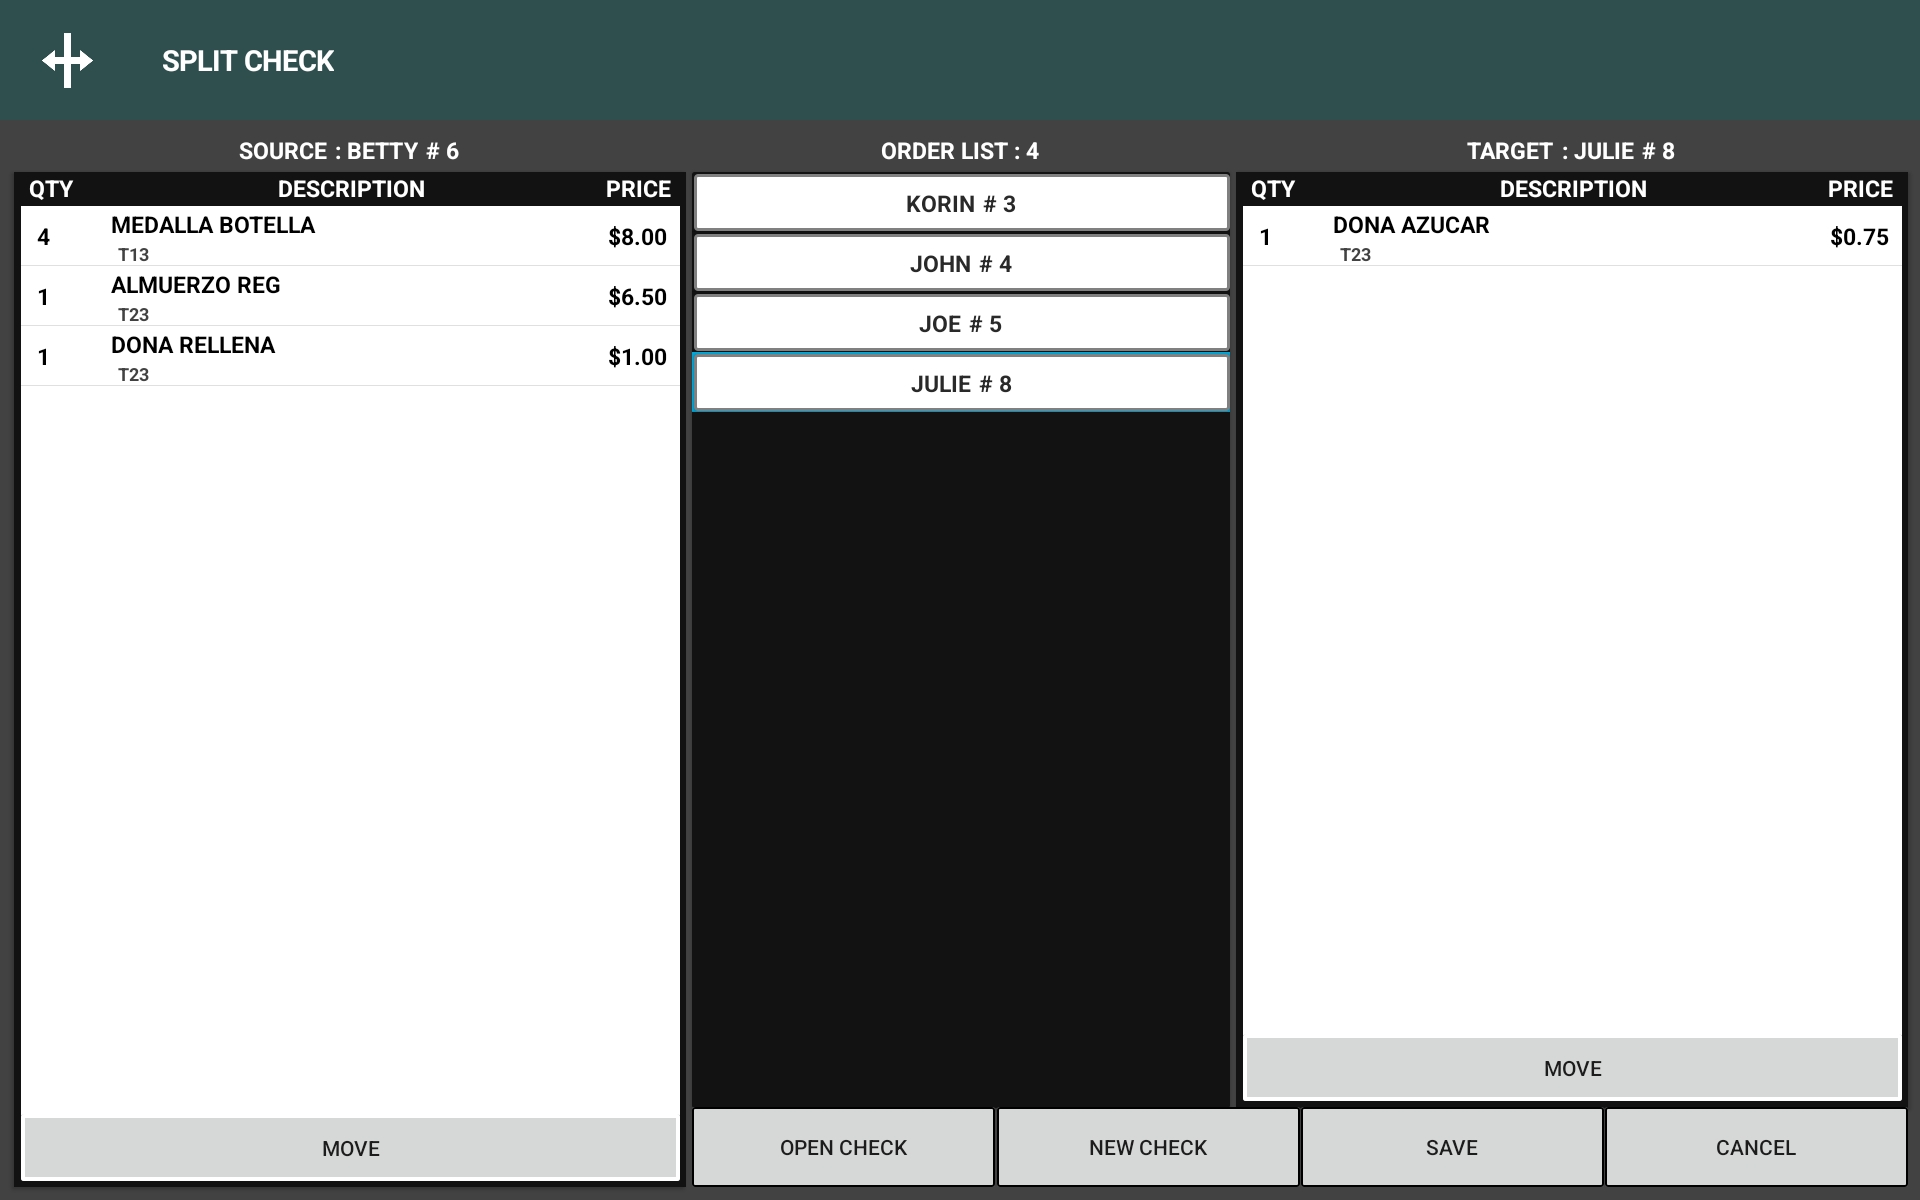 SPLIT CHECK
SOURCE : BETTY # 6
QTY DESCRIPTION PRICE
4 MEDALLA BOTELLA $8.00
T13
1 ALMUERZO REG $6.50
T23
1 DONA RELLENA $1.00
T23
MOVE
ORDER LIST : 4
KORIN # 3
JOHN # 4
JOE # 5
JULIE # 8
TARGET : JULIE # 8
QTY DESCRIPTION PRICE
1 DONA AZUCAR $0.75
T23
MOVE
OPEN CHECK NEW CHECK SAVE CANCEL